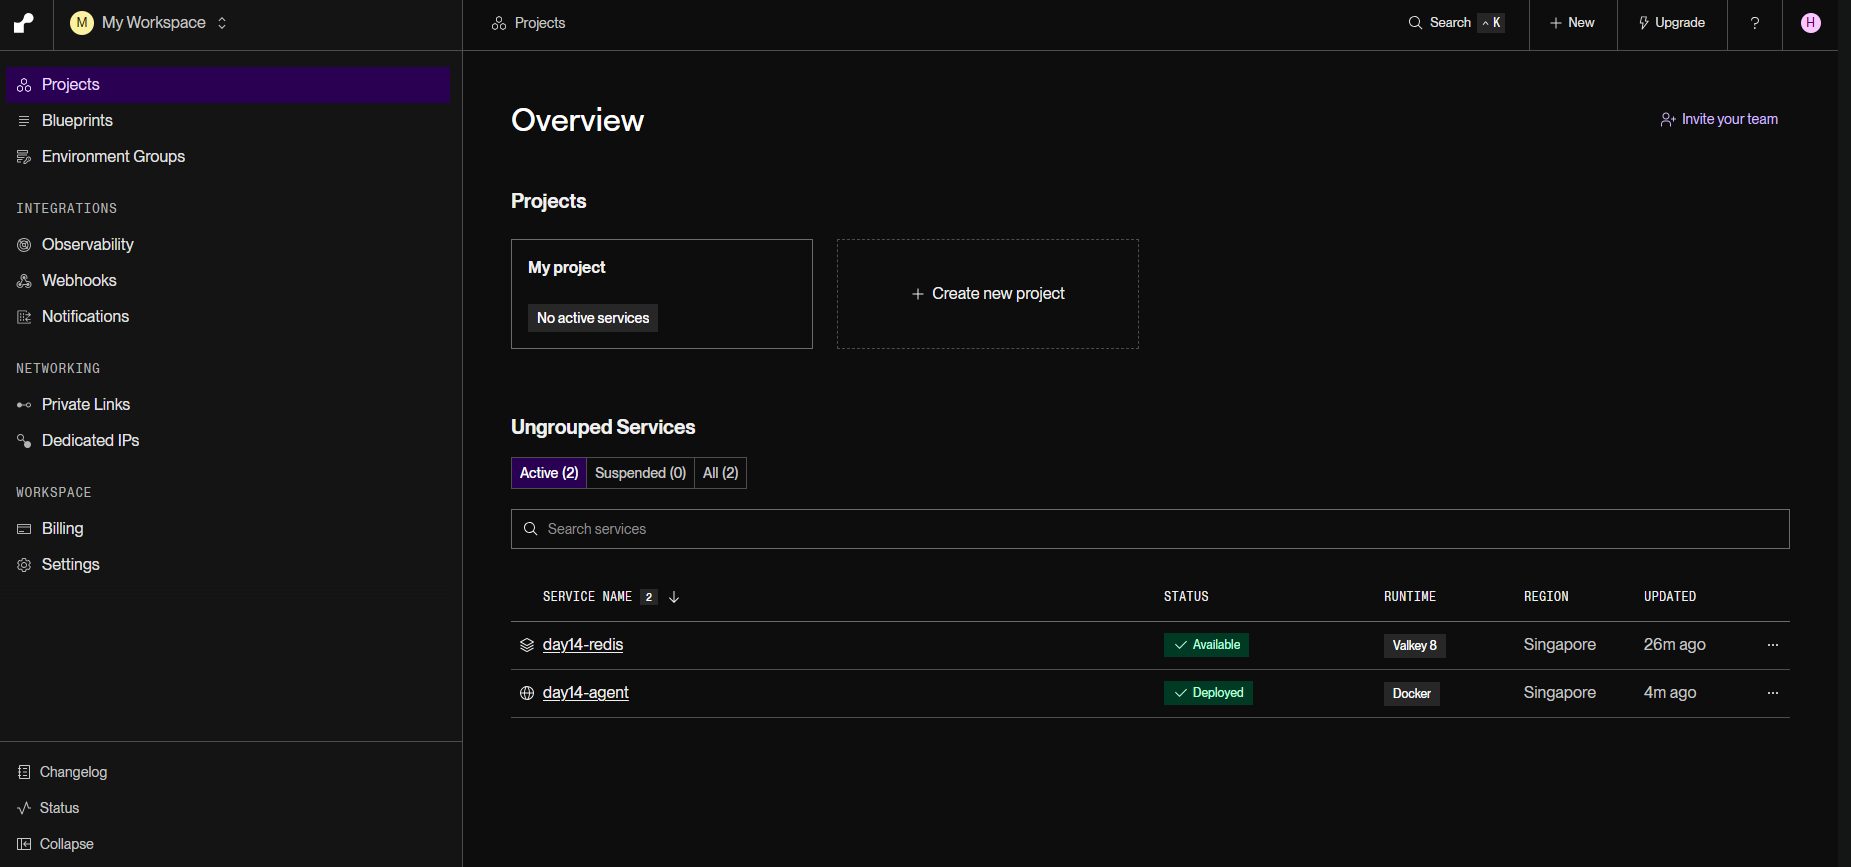 M My Workspace
Projects
Search ^ K
+ New
Upgrade
?
H
Projects
Blueprints
Environment Groups
INTEGRATIONS
Observability
Webhooks
Notifications
NETWORKING
Private Links
Dedicated IPs
WORKSPACE
Billing
Settings
Changelog
Status
Collapse
Overview
Invite your team
Projects
My project
No active services
+ Create new project
Ungrouped Services
Active (2) Suspended (0) All (2)
Search services
SERVICE NAME 2 ↓ STATUS RUNTIME REGION UPDATED
day14-redis Available Valkey 8 Singapore 26m ago ...
day14-agent Deployed Docker Singapore 4m ago ...